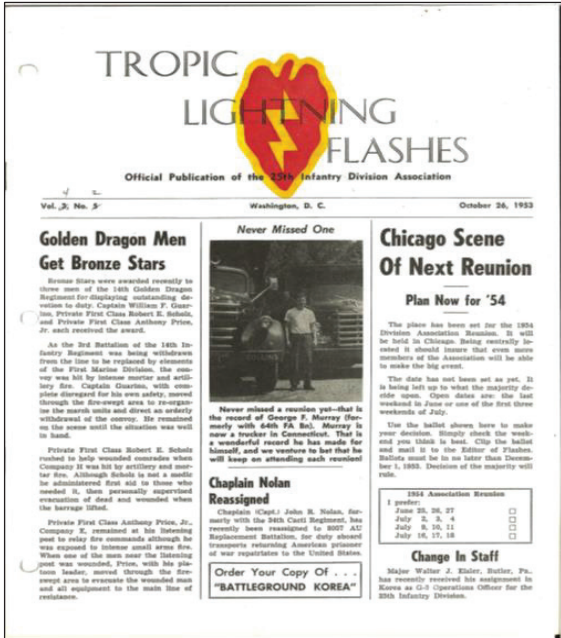 TROPIC
LIGHTNING
FLASHES
Official Publication of the 25th Infantry Division Association
4 2
Vol. 3, No. 5
Washington, D. C.
October 26, 1953
Golden Dragon Men
Get Bronze Stars
Bronze Stars were awarded recently to
three men of the 14th Golden Dragon
Regiment for displaying outstanding de-
votion to duty. Captain William F. Guar-
ino, Private First Class Robert E. Scholz,
and Private First Class Anthony Price,
Jr. each received the award.
As the 3rd Battalion of the 14th In-
fantry Regiment was being withdrawn
from the line to be replaced by elements
of the First Marine Division, the con-
voy was hit by intense mortar and artil-
lery fire. Captain Guarino, with com-
plete disregard for his own safety, moved
through the fire-swept area to re-organ-
ize the march units and direct an orderly
withdrawal of the convoy. He remained
on the scene until the situation was well
in hand.
Private First Class Robert E. Scholz
rushed to help wounded comrades when
Company H was hit by artillery and mor-
tar fire. Although Scholz is not a medic
he administered first aid to those who
needed it, then personally supervised
evacuation of dead and wounded when
the barrage lifted.
Private First Class Anthony Price, Jr.,
Company K, remained at his listening
post to relay fire commands although he
was exposed to intense small arms fire.
When one of the men near the listening
post was wounded, Price, with his pla-
toon leader, moved through the fire-
swept area to evacuate the wounded man
and all equipment to the main line of
resistance.
Never Missed One
Never missed a reunion yet—that is
the record of George F. Murray (for-
merly with 64th FA Bn). Murray is
now a trucker in Connecticut. That is
a wonderful record he has made for
himself, and we venture to bet that he
will keep on attending each reunion!
Chaplain Nolan
Reassigned
Chaplain (Capt.) John R. Nolan, for-
merly with the 24th Regiment,
has recently been reassigned to 8057 AU
Replacement Battalion, for duty aboard
transports returning American prisoner
of war repatriates to the United States.
Order Your Copy Of . . .
"BATTLEGROUND KOREA"
Chicago Scene
Of Next Reunion
Plan Now for '54
The place has been set for the 1954
Division Association Reunion. It will
be held in Chicago. Being centrally lo-
cated it should insure that even more
members of the Association will be able
to make the big event.
The date has not been set as yet. It
is being left up to what the majority de-
cide upon. Open dates are: the last
weekend in June or one of the first three
weekends of July.
Use the ballot shown here to make
your decision. Simply check the week-
end you think is best. Clip the ballot
and mail it to the Editor of Flashes.
Ballots must be in no later than Decem-
ber 1, 1953. Decision of the majority will
rule.
1954 Association Reunion
I prefer:
June 25, 26, 27
July 2, 3, 4
July 9, 10, 11
July 16, 17, 18
Change In Staff
Major Walter J. Eisler, Butler, Pa.,
has recently received his assignment in
Korea as G-3 Operations Officer for the
25th Infantry Division.